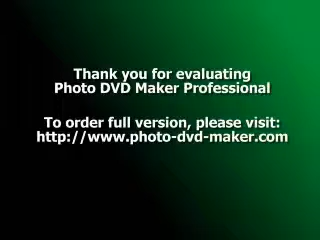 Thank you for evaluating
Photo DVD Maker Professional
To order full version, please visit:
http://www.photo-dvd-maker.com